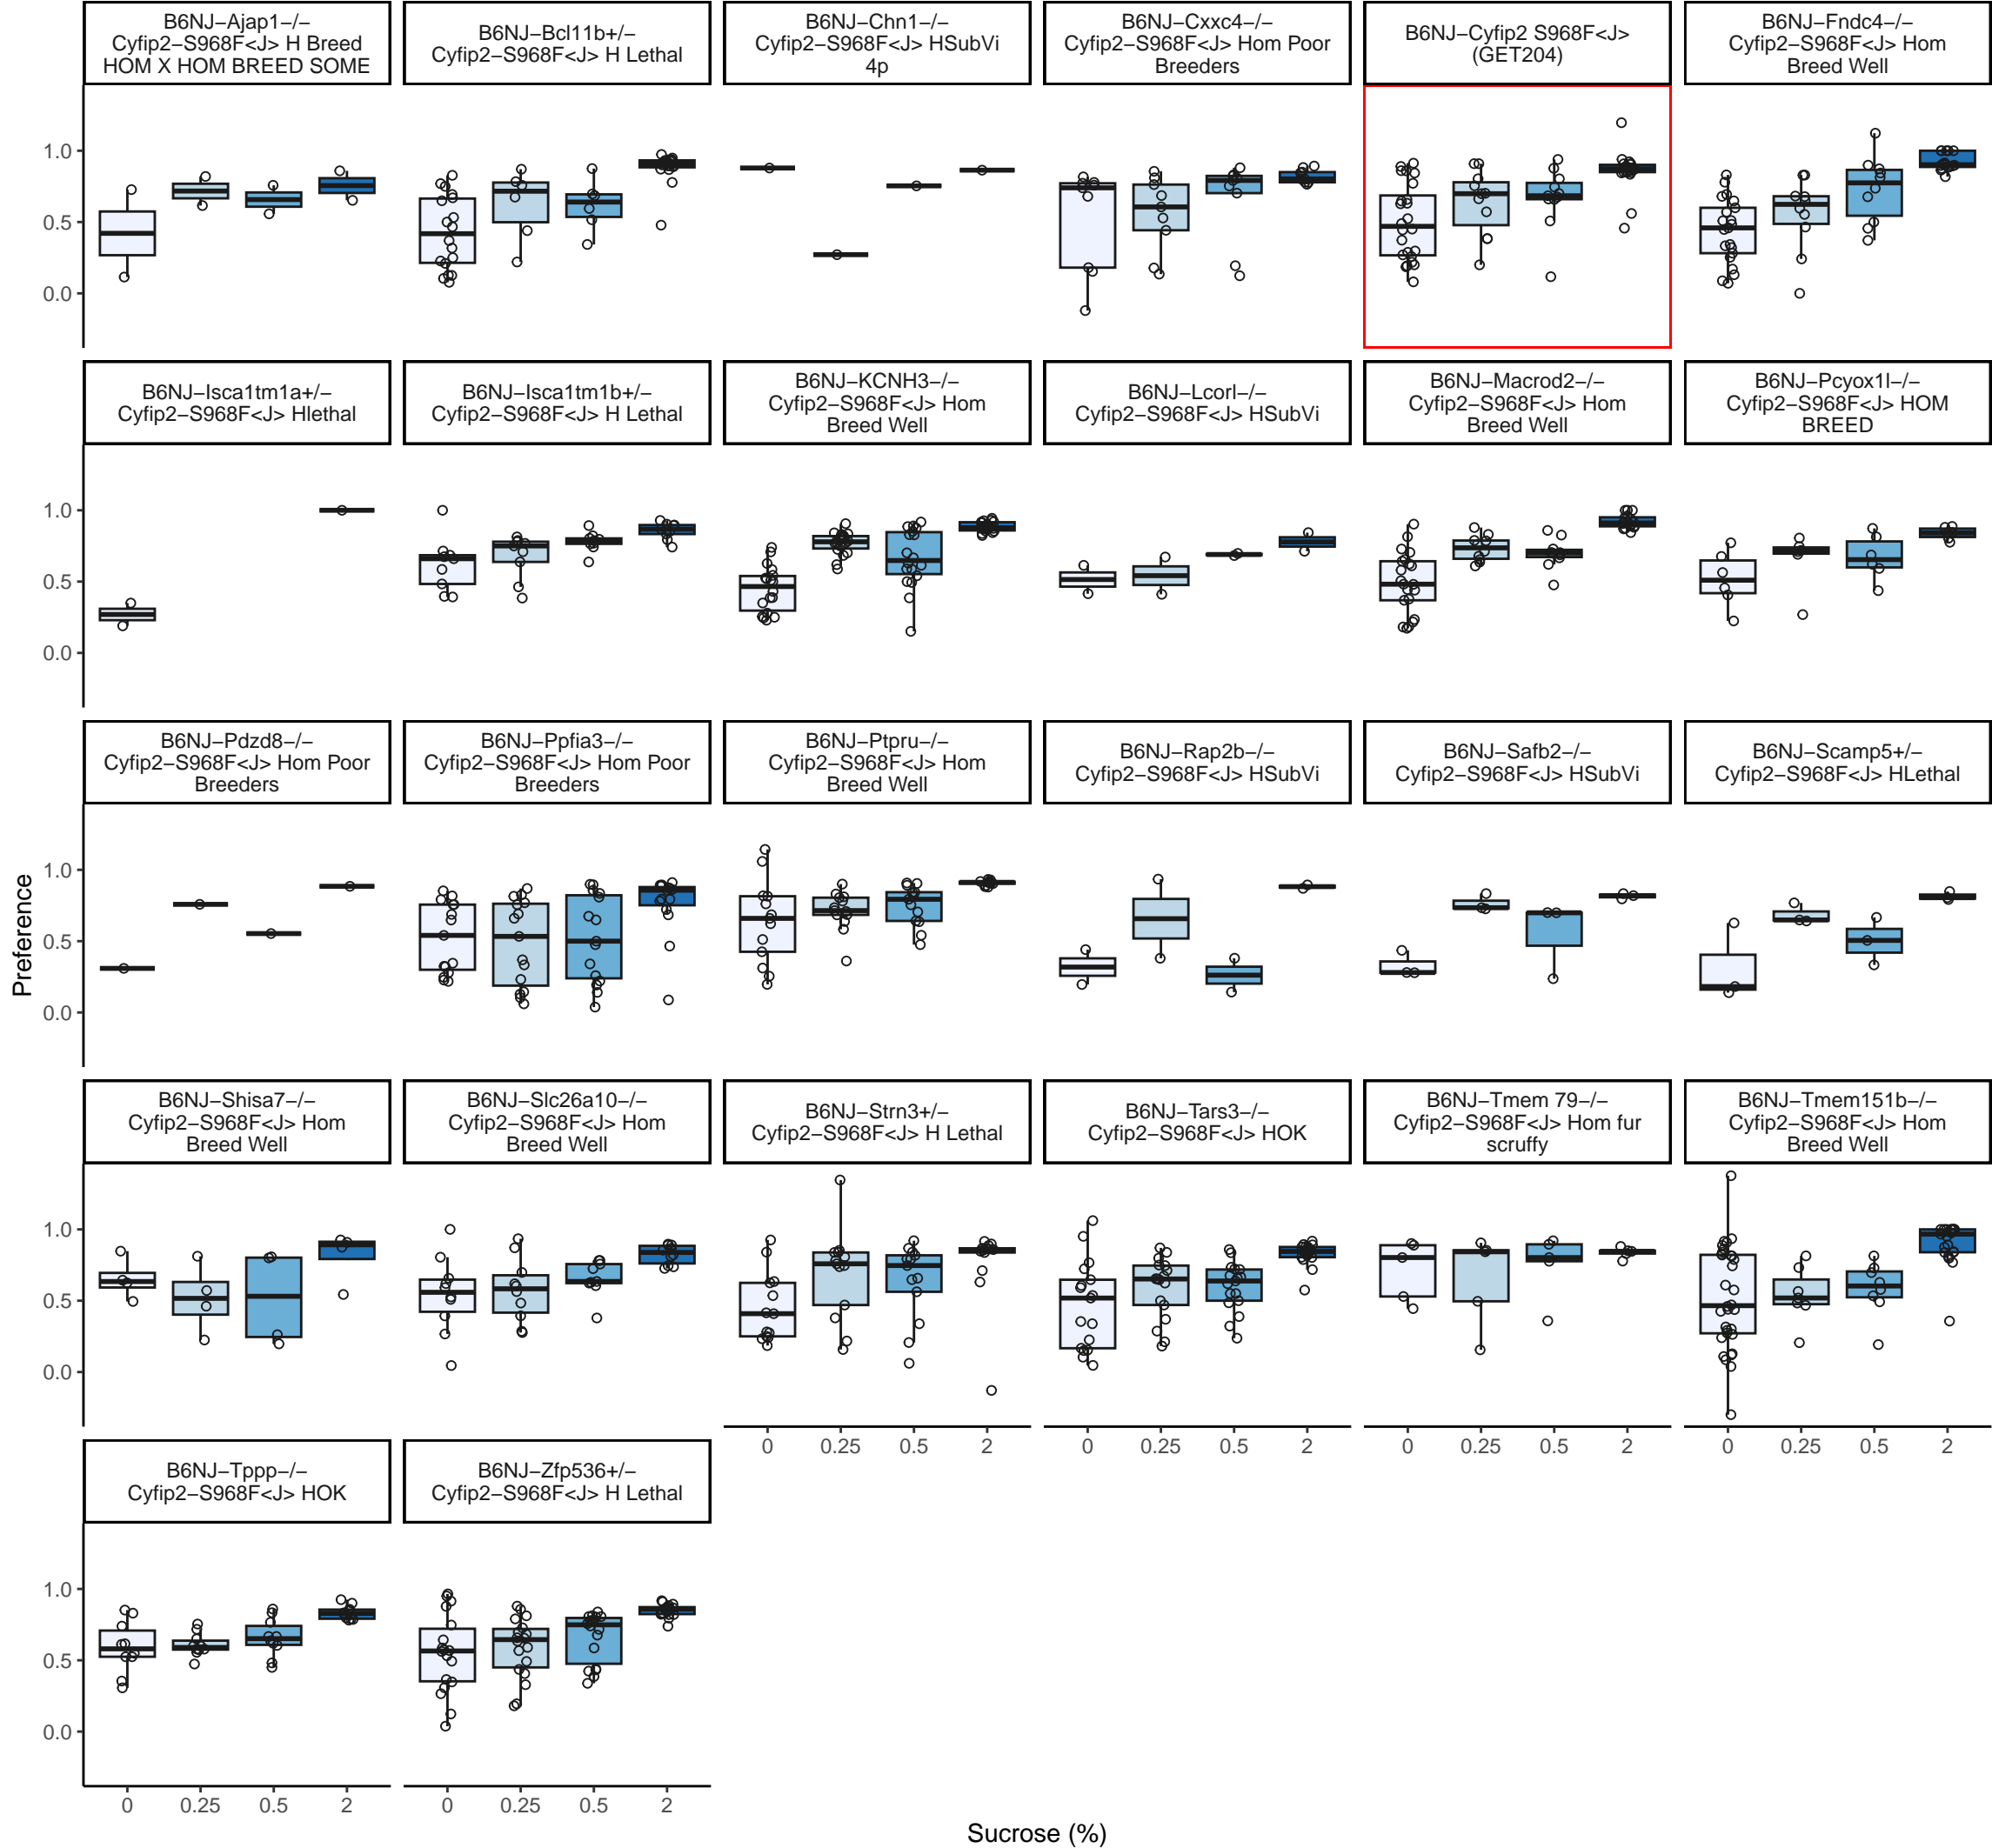 B6NJ−Ajap1−/−
Cyfip2−S968F<J> H Breed
HOM X HOM BREED SOME
B6NJ−Bcl11b+/−
Cyfip2−S968F<J> H Lethal
B6NJ−Chn1−/−
Cyfip2−S968F<J> HSubVi
4p
B6NJ−Cxxc4−/−
Cyfip2−S968F<J> Hom Poor
Breeders
B6NJ−Cyfip2 S968F<J>
(GET204)
B6NJ−Fndc4−/−
Cyfip2−S968F<J> Hom
Breed Well
1.0
0.5
0.0
B6NJ−Isca1tm1a+/−
Cyfip2−S968F<J> Hlethal
B6NJ−Isca1tm1b+/−
Cyfip2−S968F<J> H Lethal
B6NJ−KCNH3−/−
Cyfip2−S968F<J> Hom
Breed Well
B6NJ−Lcorl−/−
Cyfip2−S968F<J> HSubVi
B6NJ−Macrod2−/−
Cyfip2−S968F<J> Hom
Breed Well
B6NJ−Pcyox1l−/−
Cyfip2−S968F<J> HOM
BREED
1.0
0.5
0.0
B6NJ−Pdzd8−/−
Cyfip2−S968F<J> Hom Poor
Breeders
B6NJ−Ppfia3−/−
Cyfip2−S968F<J> Hom Poor
Breeders
B6NJ−Ptpru−/−
Cyfip2−S968F<J> Hom
Breed Well
B6NJ−Rap2b−/−
Cyfip2−S968F<J> HSubVi
B6NJ−Safb2−/−
Cyfip2−S968F<J> HSubVi
B6NJ−Scamp5+/−
Cyfip2−S968F<J> HLethal
Preference
1.0
0.5
0.0
B6NJ−Shisa7−/−
Cyfip2−S968F<J> Hom
Breed Well
B6NJ−Slc26a10−/−
Cyfip2−S968F<J> Hom
Breed Well
B6NJ−Strn3+/−
Cyfip2−S968F<J> H Lethal
B6NJ−Tars3−/−
Cyfip2−S968F<J> HOK
B6NJ−Tmem 79−/−
Cyfip2−S968F<J> Hom fur
scruffy
B6NJ−Tmem151b−/−
Cyfip2−S968F<J> Hom
Breed Well
1.0
0.5
0.0
0 0.25 0.5 2
0 0.25 0.5 2
0 0.25 0.5 2
0 0.25 0.5 2
B6NJ−Tppp−/−
Cyfip2−S968F<J> HOK
B6NJ−Zfp536+/−
Cyfip2−S968F<J> H Lethal
1.0
0.5
0.0
0 0.25 0.5 2
0 0.25 0.5 2
Sucrose (%)